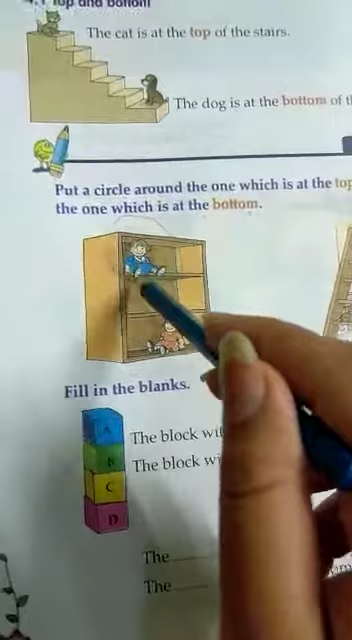 Top and bottom
The cat is at the top of the stairs.
The dog is at the bottom of
Put a circle around the one which is at the top
the one which is at the bottom.
Fill in the blanks.
A
B
C
D
The block
The block
The
The